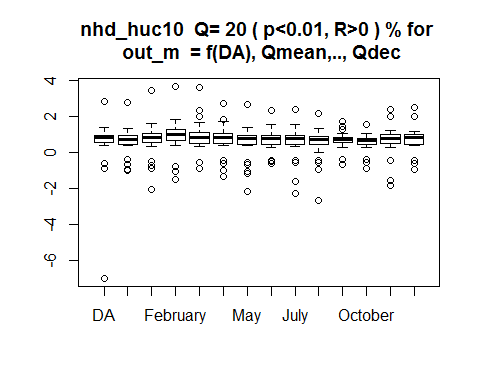 nhd_huc10 Q= 20 ( p<0.01, R>0 ) % for
out_m = f(DA), Qmean,.., Qdec
4
2
0
-2
-4
-6
DA February May July October